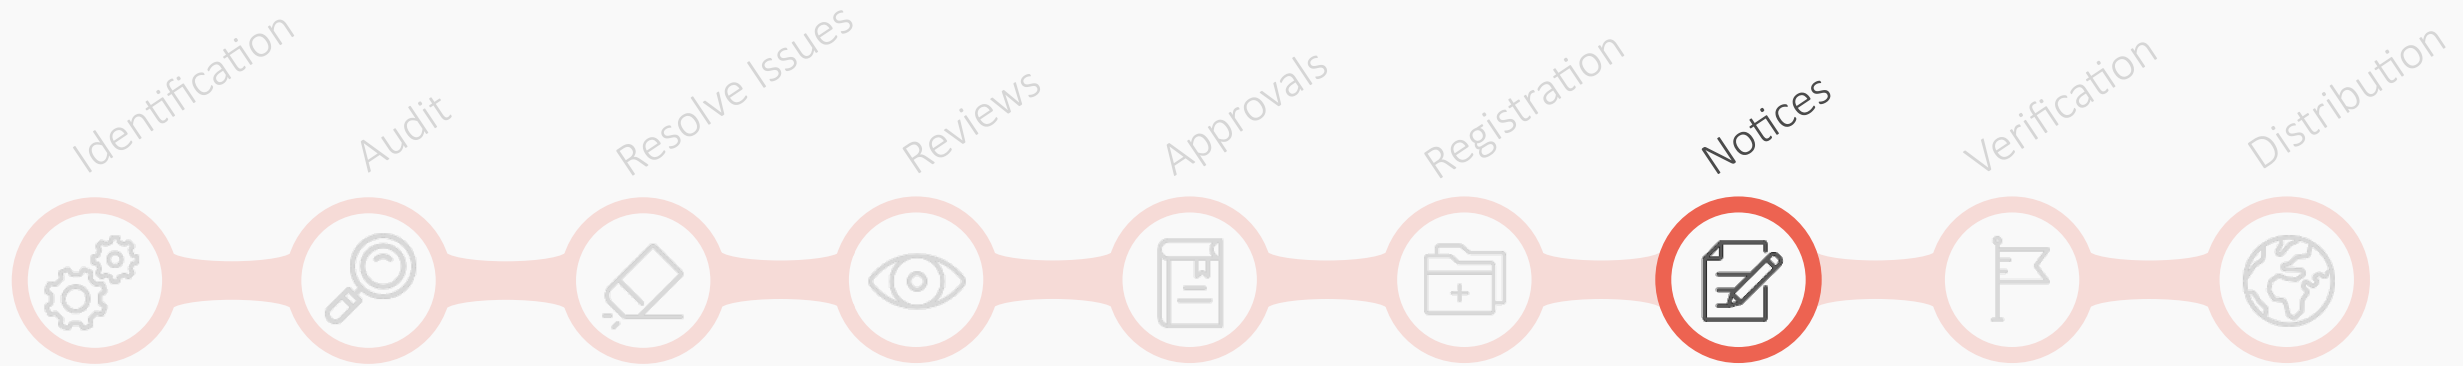 Identification
Audit
Resolve Issues
Reviews
Approvals
Registration
Notices
Verification
Distribution